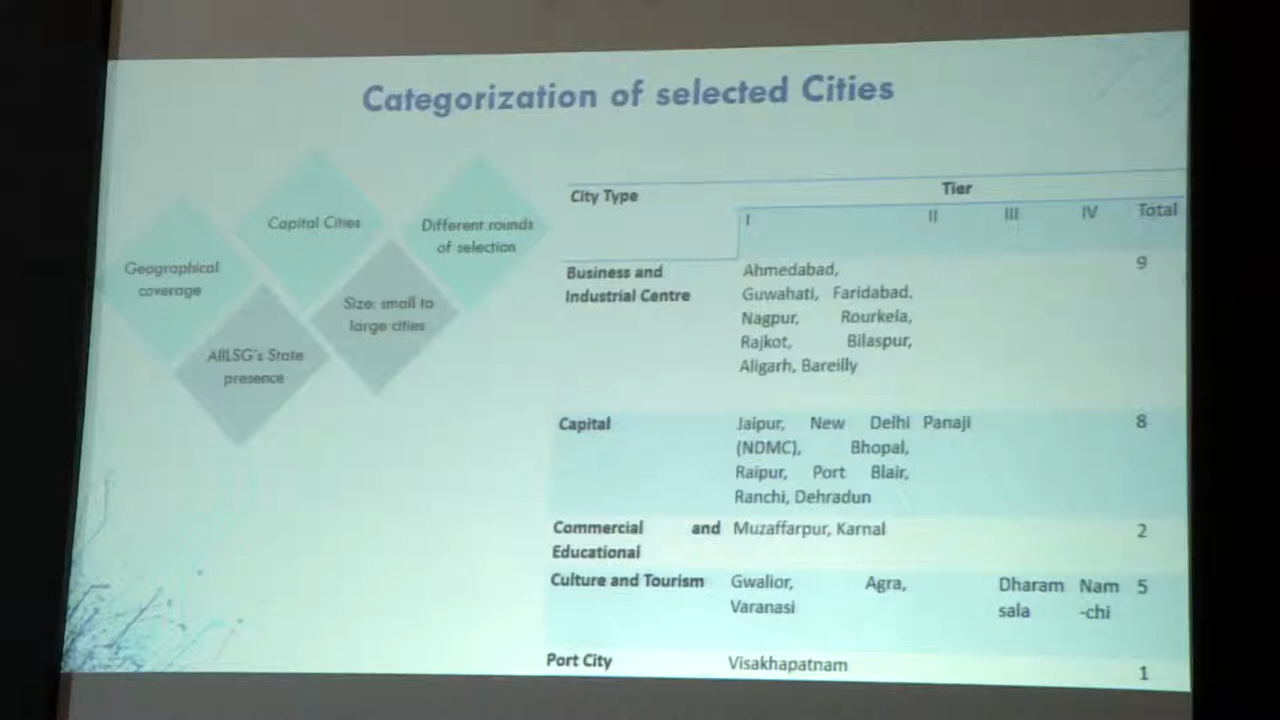 Categorization of selected Cities
Capital Cities
Different rounds
of selection
Geographical
coverage
Size: small to
large cities
AIILSG's State
presence
City Type
Tier
I II III IV Total
Business and
Industrial Centre
Ahmedabad,
Guwahati, Faridabad,
Nagpur, Rourkela,
Rajkot, Bilaspur,
Aligarh, Bareilly
9
Capital
Jaipur, New Delhi
(NDMC), Bhopal,
Raipur, Port Blair,
Ranchi, Dehradun
Panaji
8
Commercial and
Educational
Muzaffarpur, Karnal
2
Culture and Tourism
Gwalior, Agra,
Varanasi
Dharam
sala
Nam
-chi
5
Port City
Visakhapatnam
1